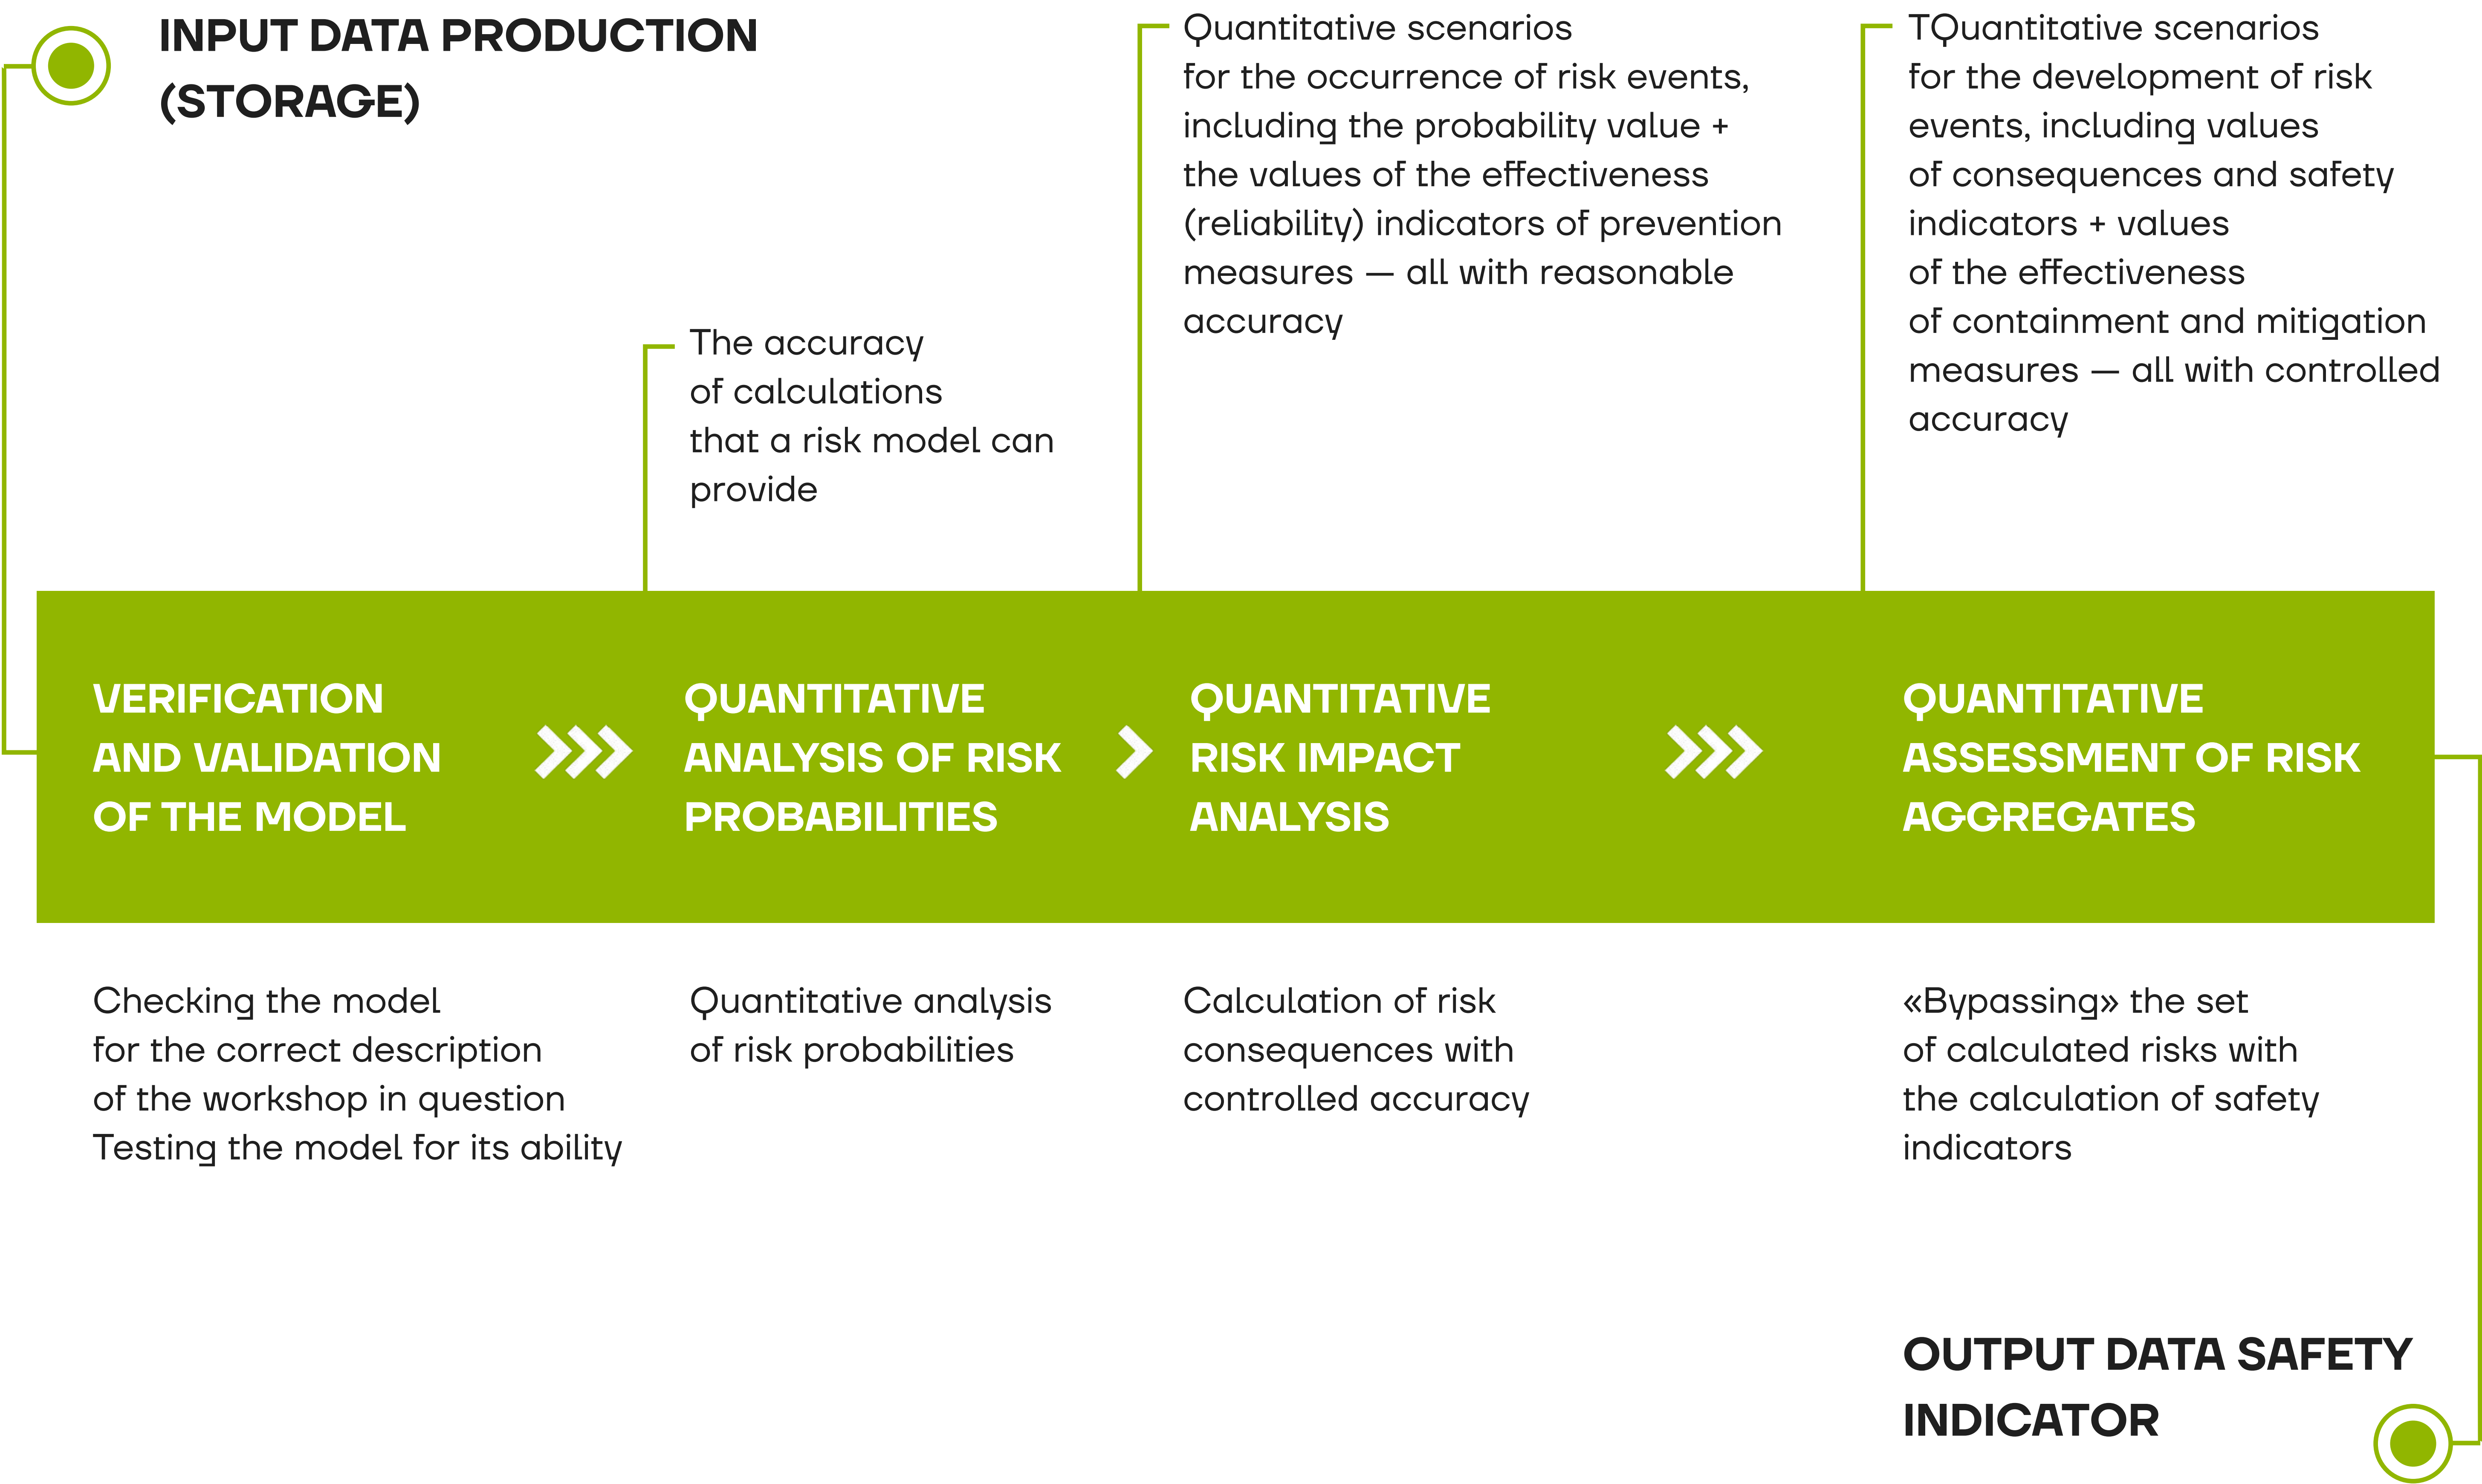 INPUT DATA PRODUCTION
(STORAGE)
The accuracy
of calculations
that a risk model can
provide
Quantitative scenarios
for the occurrence of risk events,
including the probability value +
the values of the effectiveness
(reliability) indicators of prevention
measures — all with reasonable
accuracy
TQuantitative scenarios
for the development of risk
events, including values
of consequences and safety
indicators + values
of the effectiveness
of containment and mitigation
measures — all with controlled
accuracy
VERIFICATION
AND VALIDATION
OF THE MODEL
QUANTITATIVE
ANALYSIS OF RISK
PROBABILITIES
QUANTITATIVE
RISK IMPACT
ANALYSIS
QUANTITATIVE
ASSESSMENT OF RISK
AGGREGATES
Checking the model
for the correct description
of the workshop in question
Testing the model for its ability
Quantitative analysis
of risk probabilities
Calculation of risk
consequences with
controlled accuracy
«Bypassing» the set
of calculated risks with
the calculation of safety
indicators
OUTPUT DATA SAFETY
INDICATOR